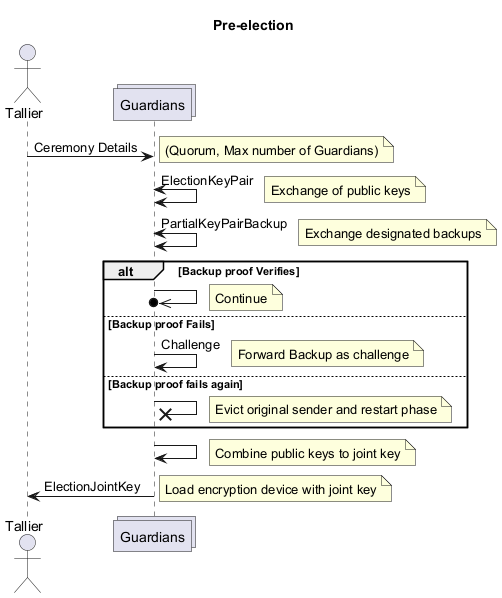 Pre-election
Tallier
Guardians
Ceremony Details
(Quorum, Max number of Guardians)
ElectionKeyPair
Exchange of public keys
PartialKeyPairBackup
Exchange designated backups
alt
[Backup proof Verifies]
Continue
[Backup proof Fails]
Challenge
Forward Backup as challenge
[Backup proof fails again]
Evict original sender and restart phase
Combine public keys to joint key
ElectionJointKey
Load encryption device with joint key
Tallier
Guardians